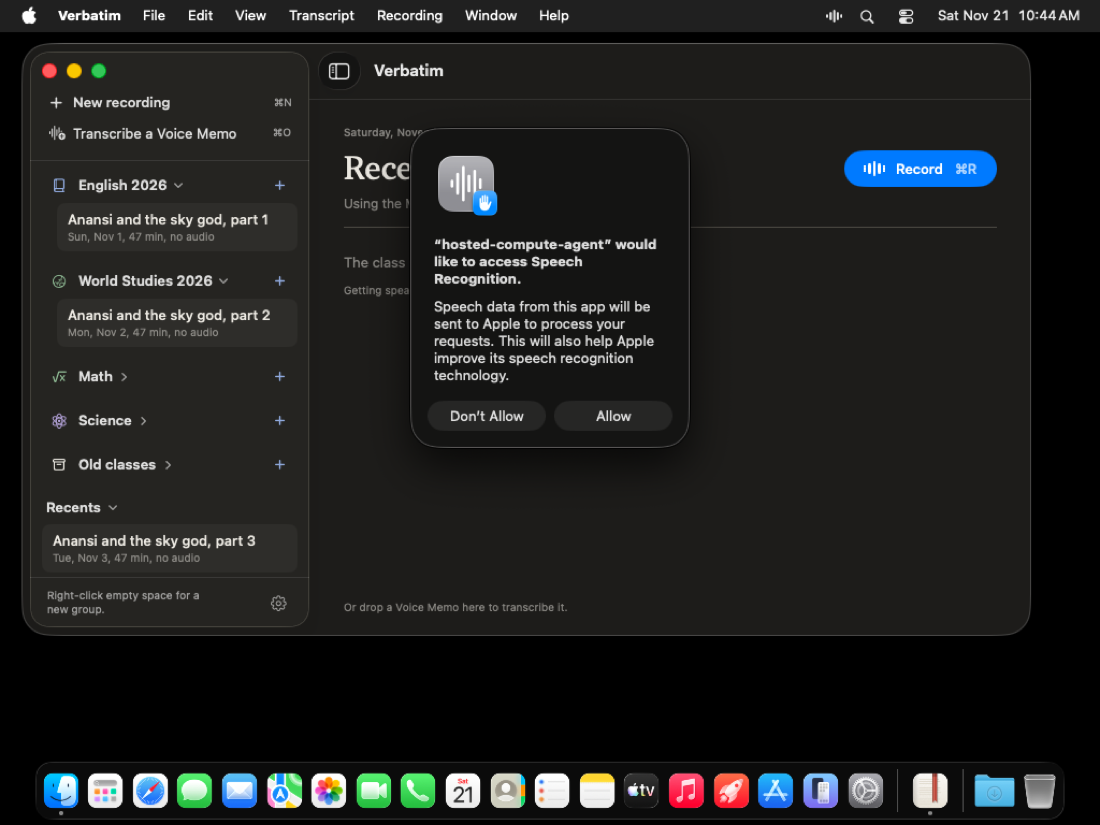 Verbatim File Edit View Transcript Recording Window Help Sat Nov 21 10:44 AM
Verbatim
New recording ⌘N
Transcribe a Voice Memo ⌘O
English 2026
Anansi and the sky god, part 1
Sun, Nov 1, 47 min, no audio
World Studies 2026
Anansi and the sky god, part 2
Mon, Nov 2, 47 min, no audio
Math
Science
Old classes
Recents
Anansi and the sky god, part 3
Tue, Nov 3, 47 min, no audio
Right-click empty space for a
new group.
Saturday,
Record ⌘R
Using the
The class
Getting
Or drop a Voice Memo here to transcribe it.
“hosted-compute-agent” would
like to access Speech
Recognition.
Speech data from this app will be
sent to Apple to process your
requests. This will also help Apple
improve its speech recognition
technology.
Don’t Allow Allow
Sat
21
tv